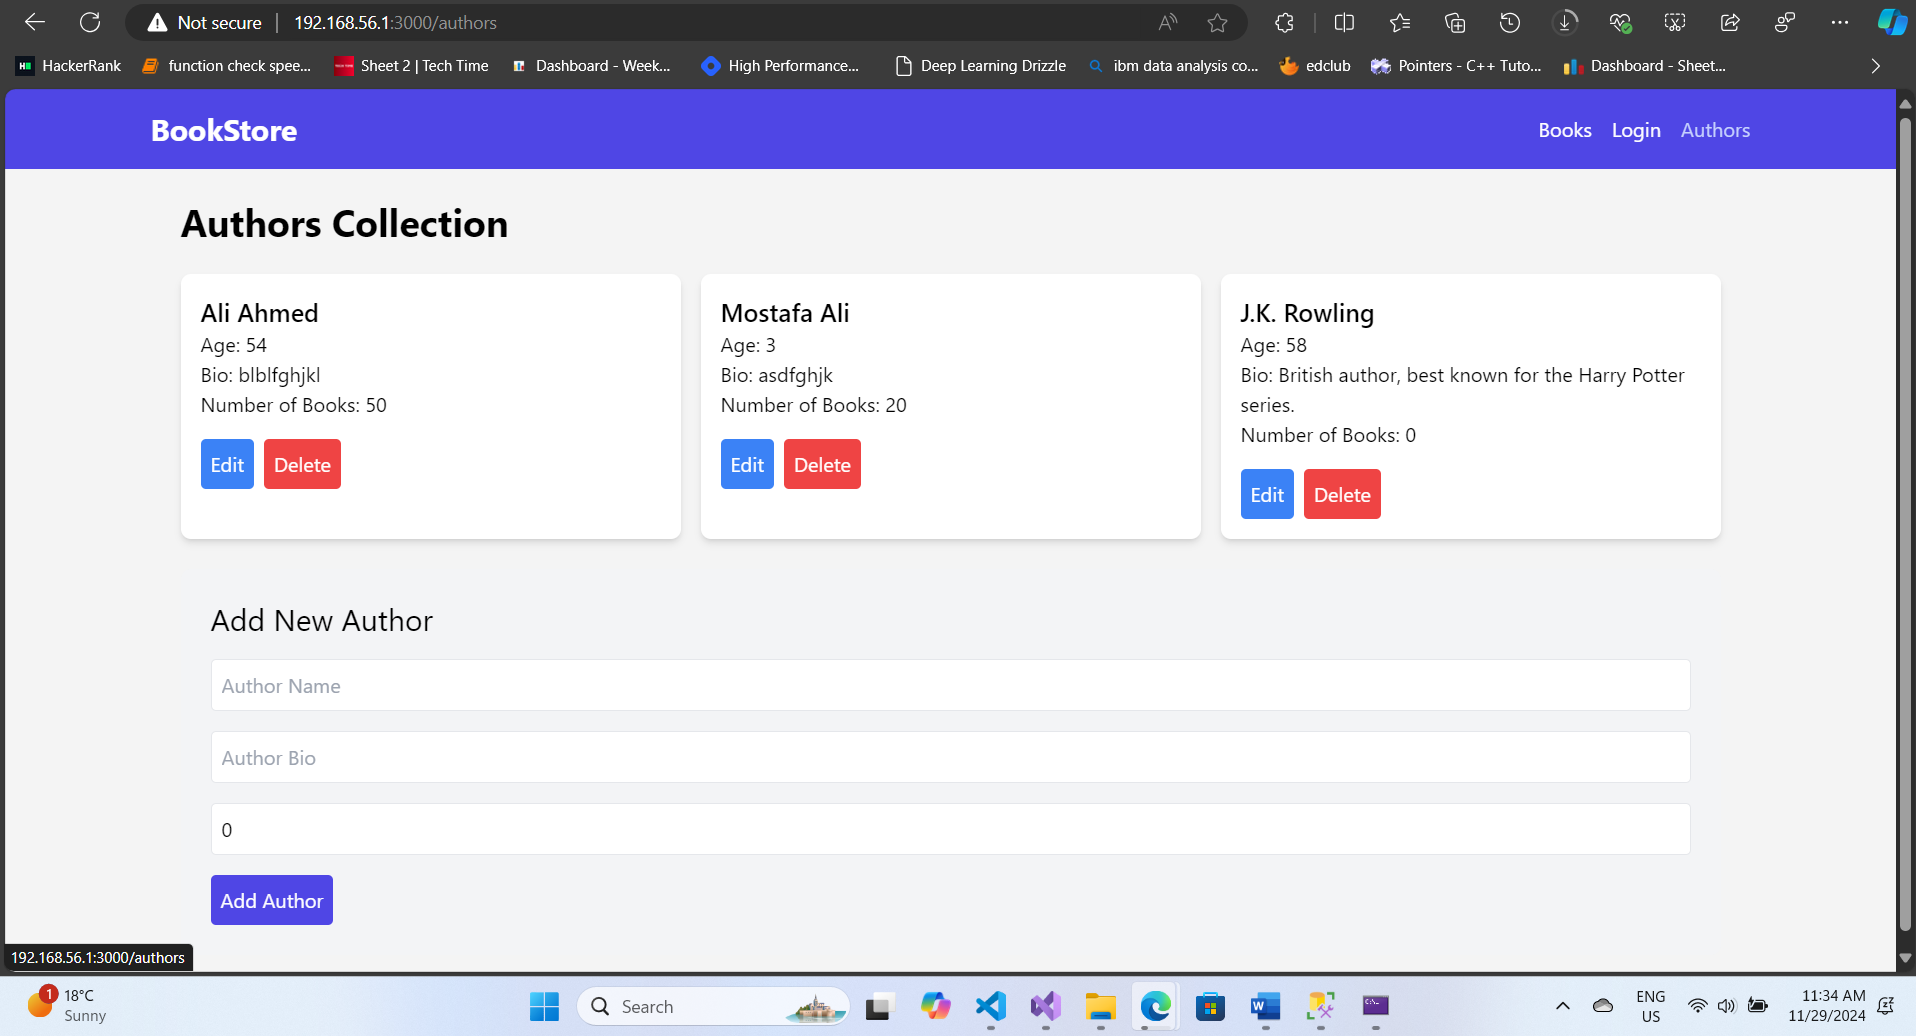 Not secure
192.168.56.1:3000/authors
HackerRank
function check spee...
Sheet 2 | Tech Time
Dashboard - Week...
High Performance...
Deep Learning Drizzle
ibm data analysis co...
edclub
Pointers - C++ Tuto...
Dashboard - Sheet...
BookStore
Books
Login
Authors
Authors Collection
Ali Ahmed
Age: 54
Bio: blblfghjkl
Number of Books: 50
Edit
Delete
Mostafa Ali
Age: 3
Bio: asdfghjk
Number of Books: 20
Edit
Delete
J.K. Rowling
Age: 58
Bio: British author, best known for the Harry Potter
series.
Number of Books: 0
Edit
Delete
Add New Author
Author Name
Author Bio
0
Add Author
192.168.56.1:3000/authors
1
18°C
Sunny
Search
ENG
US
11:34 AM
11/29/2024